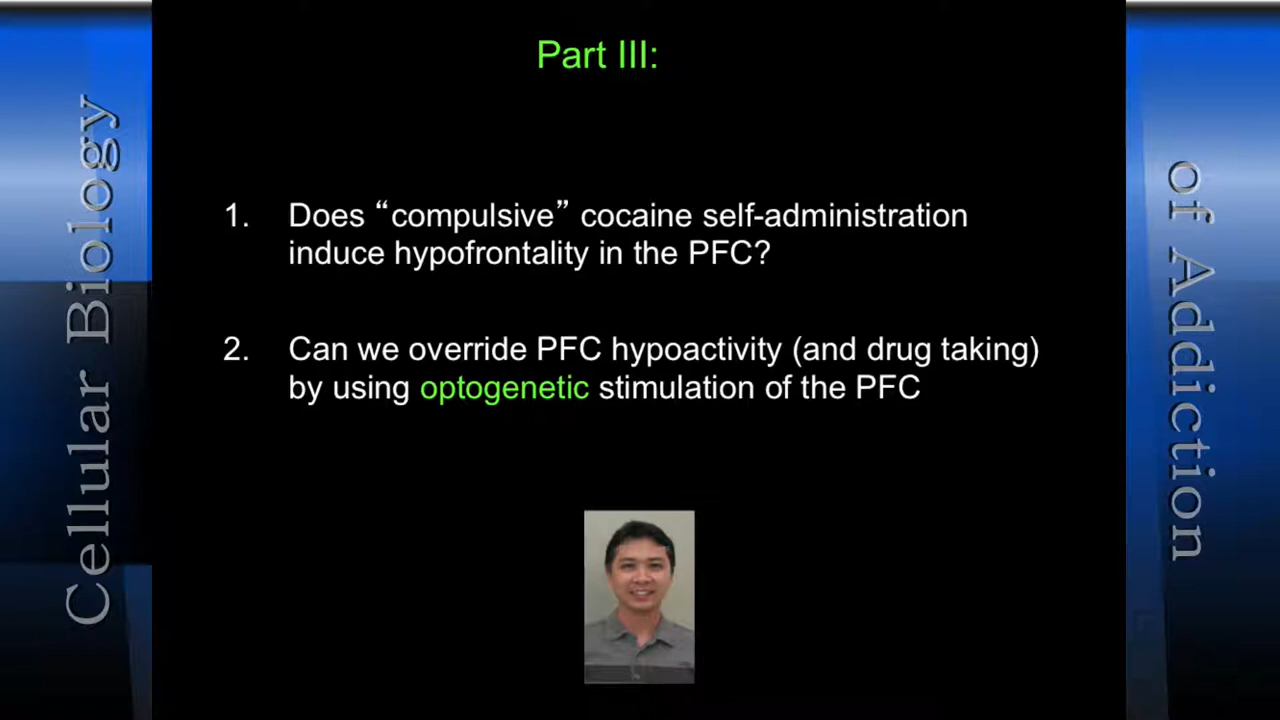 Part III:
Cellular Biology
of Addiction
1. Does “compulsive” cocaine self-administration
induce hypofrontality in the PFC?
2. Can we override PFC hypoactivity (and drug taking)
by using optogenetic stimulation of the PFC